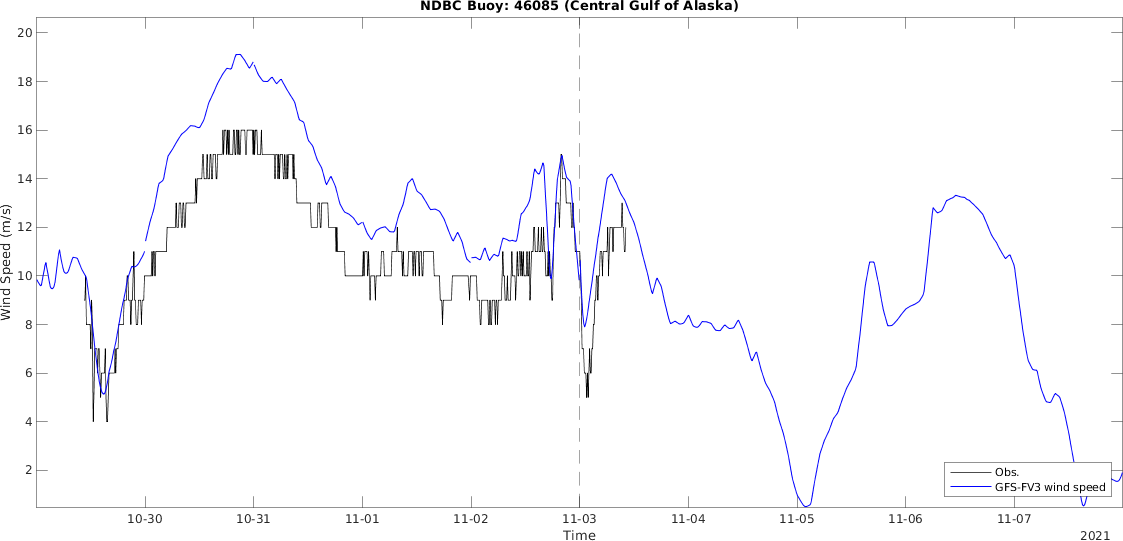 NDBC Buoy: 46085 (Central Gulf of Alaska)
20
18
16
14
12
10
8
6
4
2
Wind Speed (m/s)
Obs.
GFS-FV3 wind speed
10-30 10-31 11-01 11-02 11-03 11-04 11-05 11-06 11-07
Time
2021